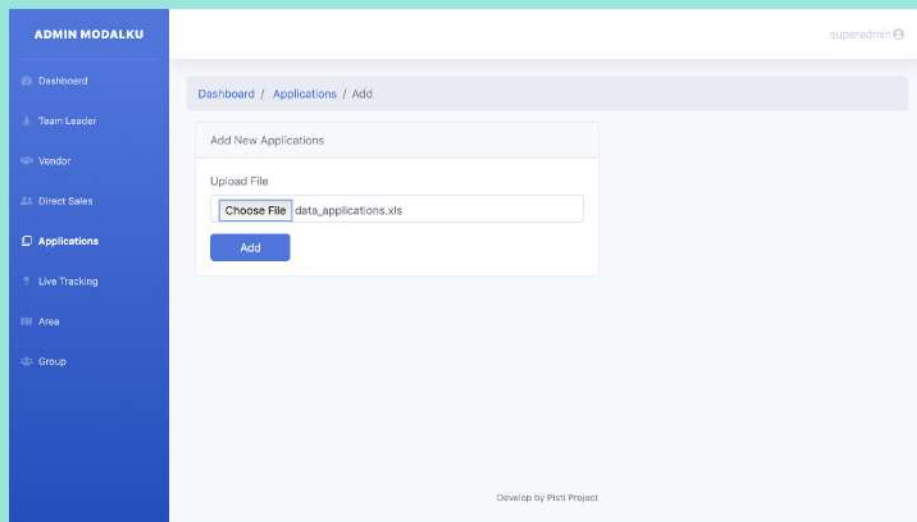 ADMIN MODALKU
superadmin
Dashboard
Team Leader
Vendor
Direct Sales
Applications
Live Tracking
Area
Group
Dashboard / Applications / Add
Add New Applications
Upload File
Choose File data_applications.xls
Add
Develop by Pisti Project